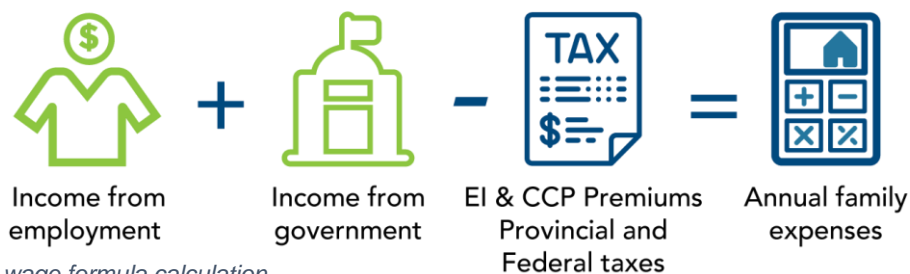 $
+
-
TAX
$
=
+ -
× %
Income from
employment
Income from
government
EI & CCP Premiums
Provincial and
Federal taxes
Annual family
expenses
wage formula calculation